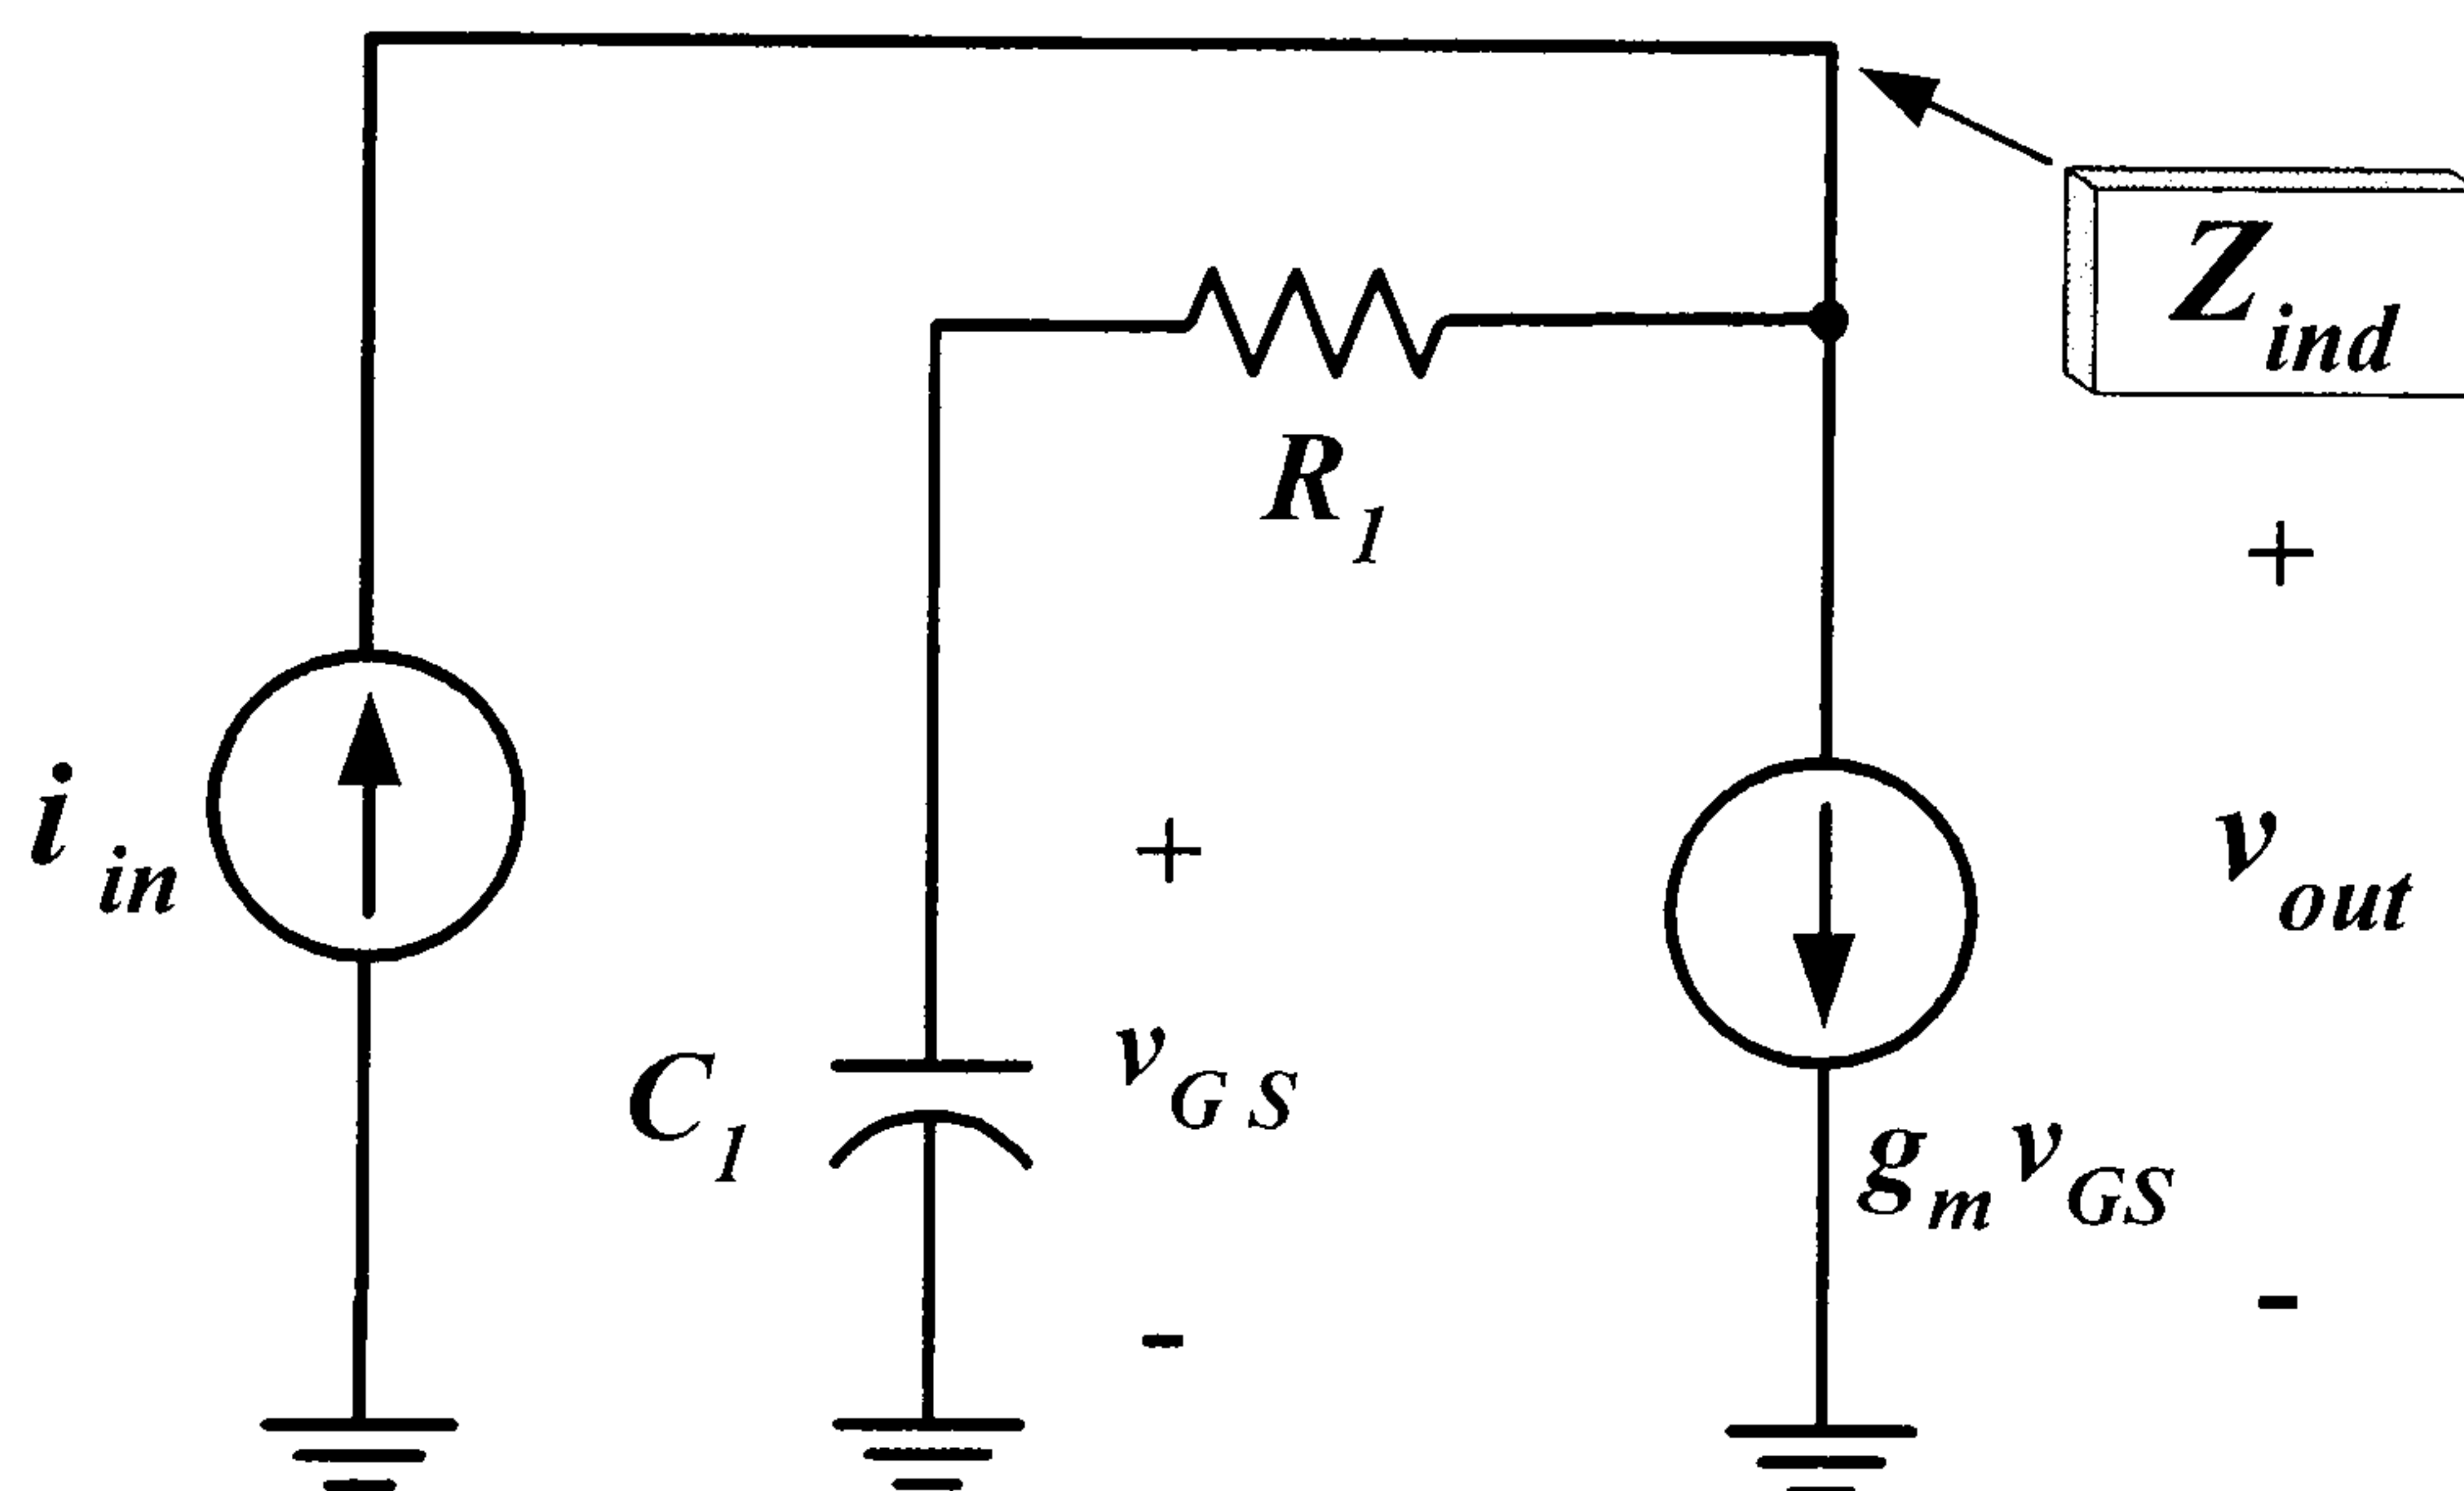 Z_ind
R_1
+
i_in
+
v_out
C_1
v_GS
g_m v_GS
-
-